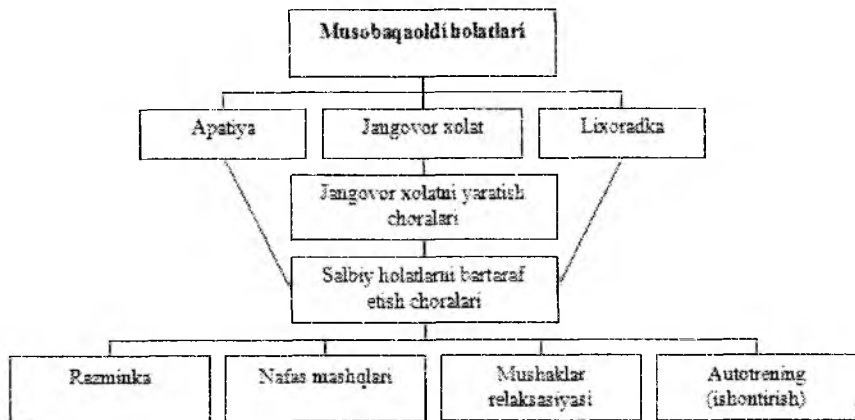 Musobaqaoldi holatlari
Apatiya
Jangovor xolat
Lixoradka
Jangovor xolatni yaratish
choralari
Salbiy holatlarni bartaraf
etish choralari
Razminka
Nafas mashqlari
Mushaklar
relaksasiyasi
Autotrening
(ishontirish)